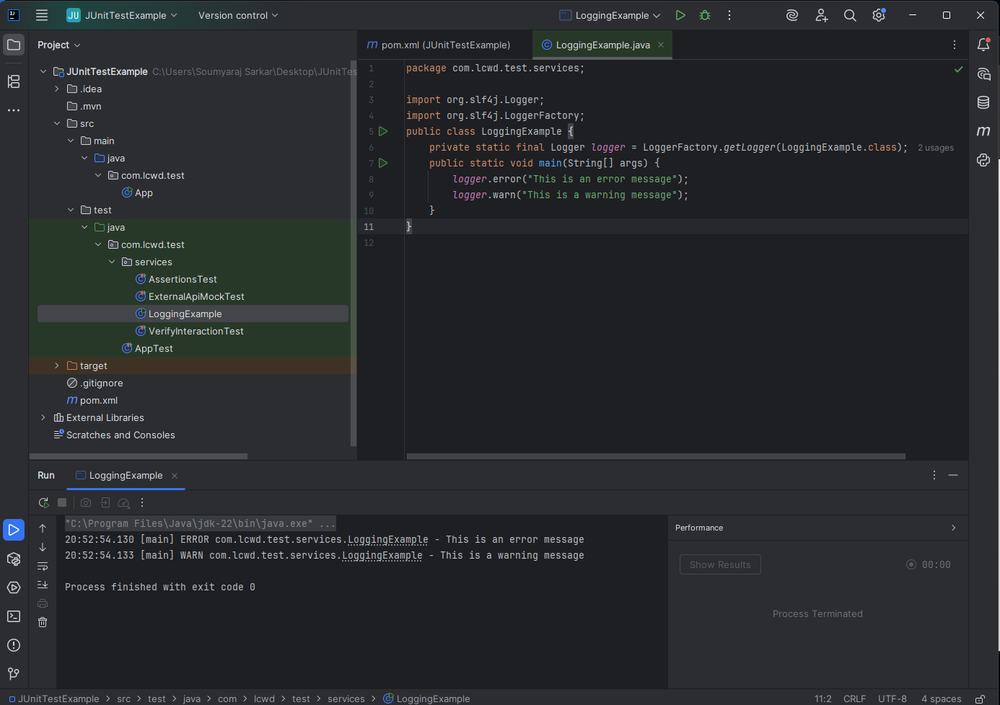 JU JUnitTestExample Version control LoggingExample
Project
JUnitTestExample C:\Users\Soumyaraj Sarkar\Desktop\JUnitTes
.idea
.mvn
src
main
java
com.lcwd.test
App
test
java
com.lcwd.test
services
AssertionsTest
ExternalApiMockTest
LoggingExample
VerifyInteractionTest
AppTest
target
.gitignore
m pom.xml
External Libraries
Scratches and Consoles
m pom.xml (JUnitTestExample) LoggingExample.java
1 package com.lcwd.test.services;
2
3 import org.slf4j.Logger;
4 import org.slf4j.LoggerFactory;
5 public class LoggingExample {
6 private static final Logger logger = LoggerFactory.getLogger(LoggingExample.class); 2 usages
7 public static void main(String[] args) {
8 logger.error("This is an error message");
9 logger.warn("This is a warning message");
10 }
11 }
12
m
Run LoggingExample
"C:\Program Files\Java\jdk-22\bin\java.exe" ...
20:52:54.130 [main] ERROR com.lcwd.test.services.LoggingExample - This is an error message
20:52:54.133 [main] WARN com.lcwd.test.services.LoggingExample - This is a warning message
Process finished with exit code 0
Performance
Show Results 00:00
Process Terminated
JUnitTestExample > src > test > java > com > lcwd > test > services > LoggingExample 11:2 CRLF UTF-8 4 spaces